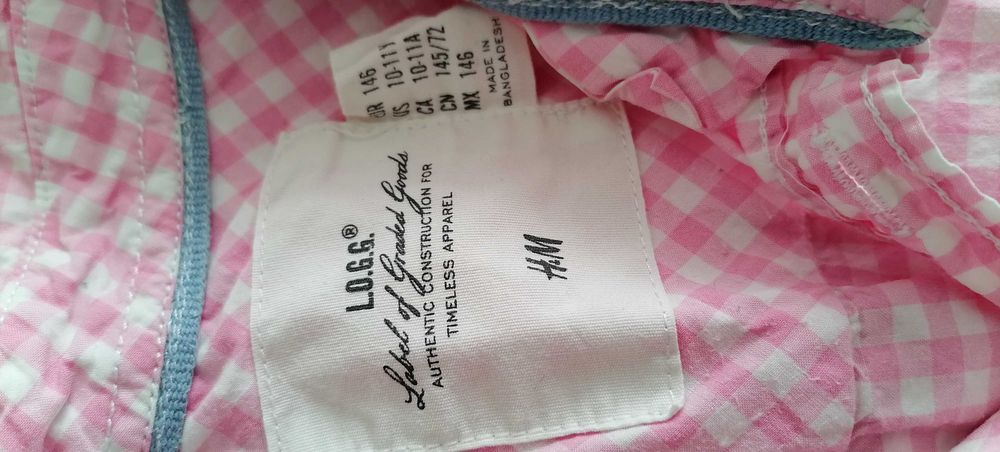 EUR 146
US 10-11Y
CA 10-11A
CN 145/72
MX 146
MADE IN
BANGLADESH
L.O.G.G.®
Label of Graded Goods
AUTHENTIC CONSTRUCTION FOR
TIMELESS APPAREL
H&M